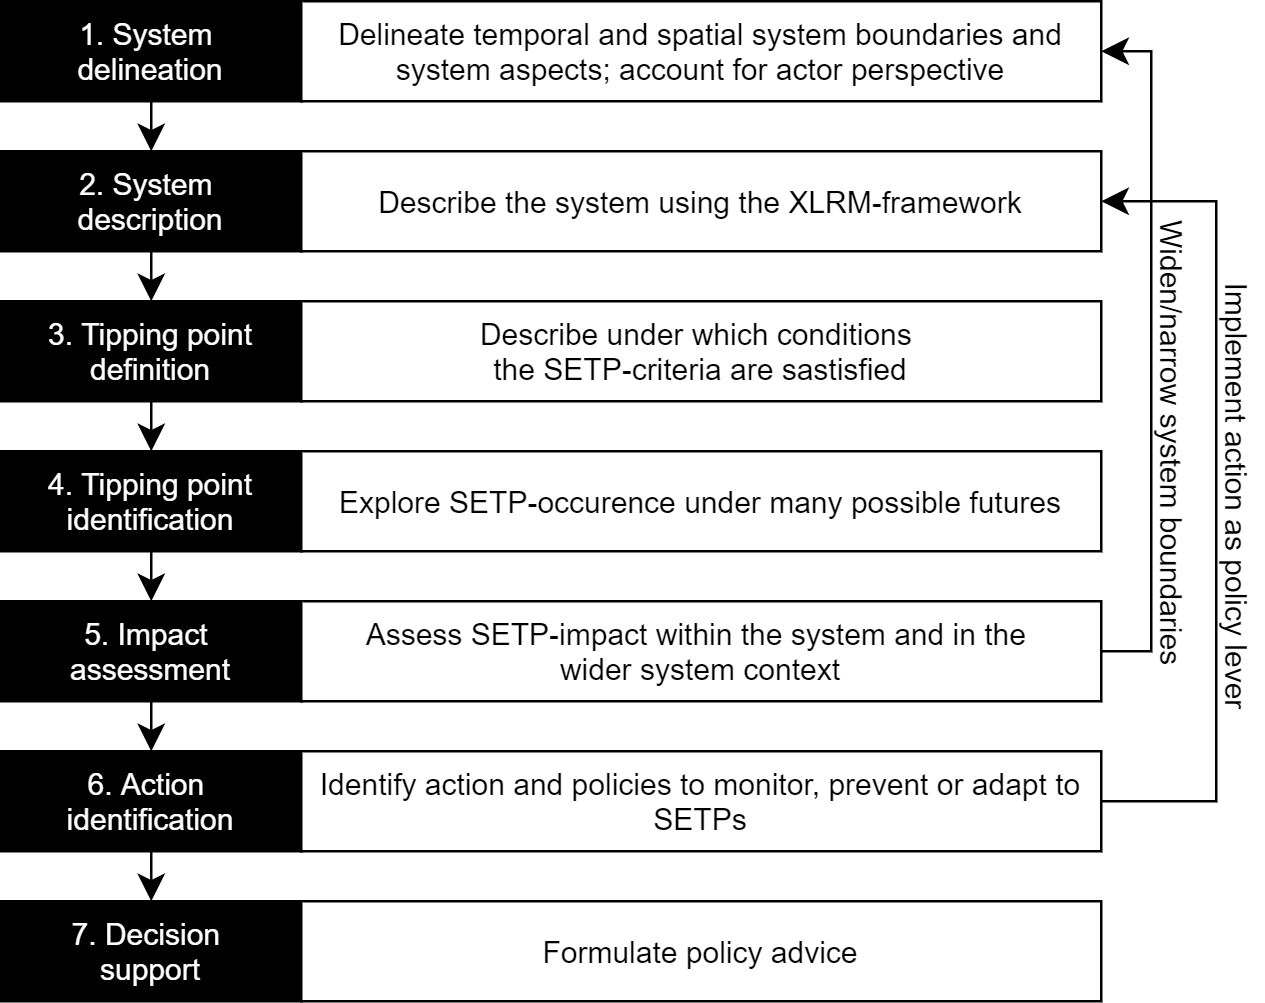 1. System
delineation
Delineate temporal and spatial system boundaries and
system aspects; account for actor perspective
2. System
description
Describe the system using the XLRM-framework
3. Tipping point
definition
Describe under which conditions
the SETP-criteria are sastisfied
4. Tipping point
identification
Explore SETP-occurence under many possible futures
5. Impact
assessment
Assess SETP-impact within the system and in the
wider system context
6. Action
identification
Identify action and policies to monitor, prevent or adapt to
SETPs
7. Decision
support
Formulate policy advice
Widen/narrow system boundaries
Implement action as policy lever